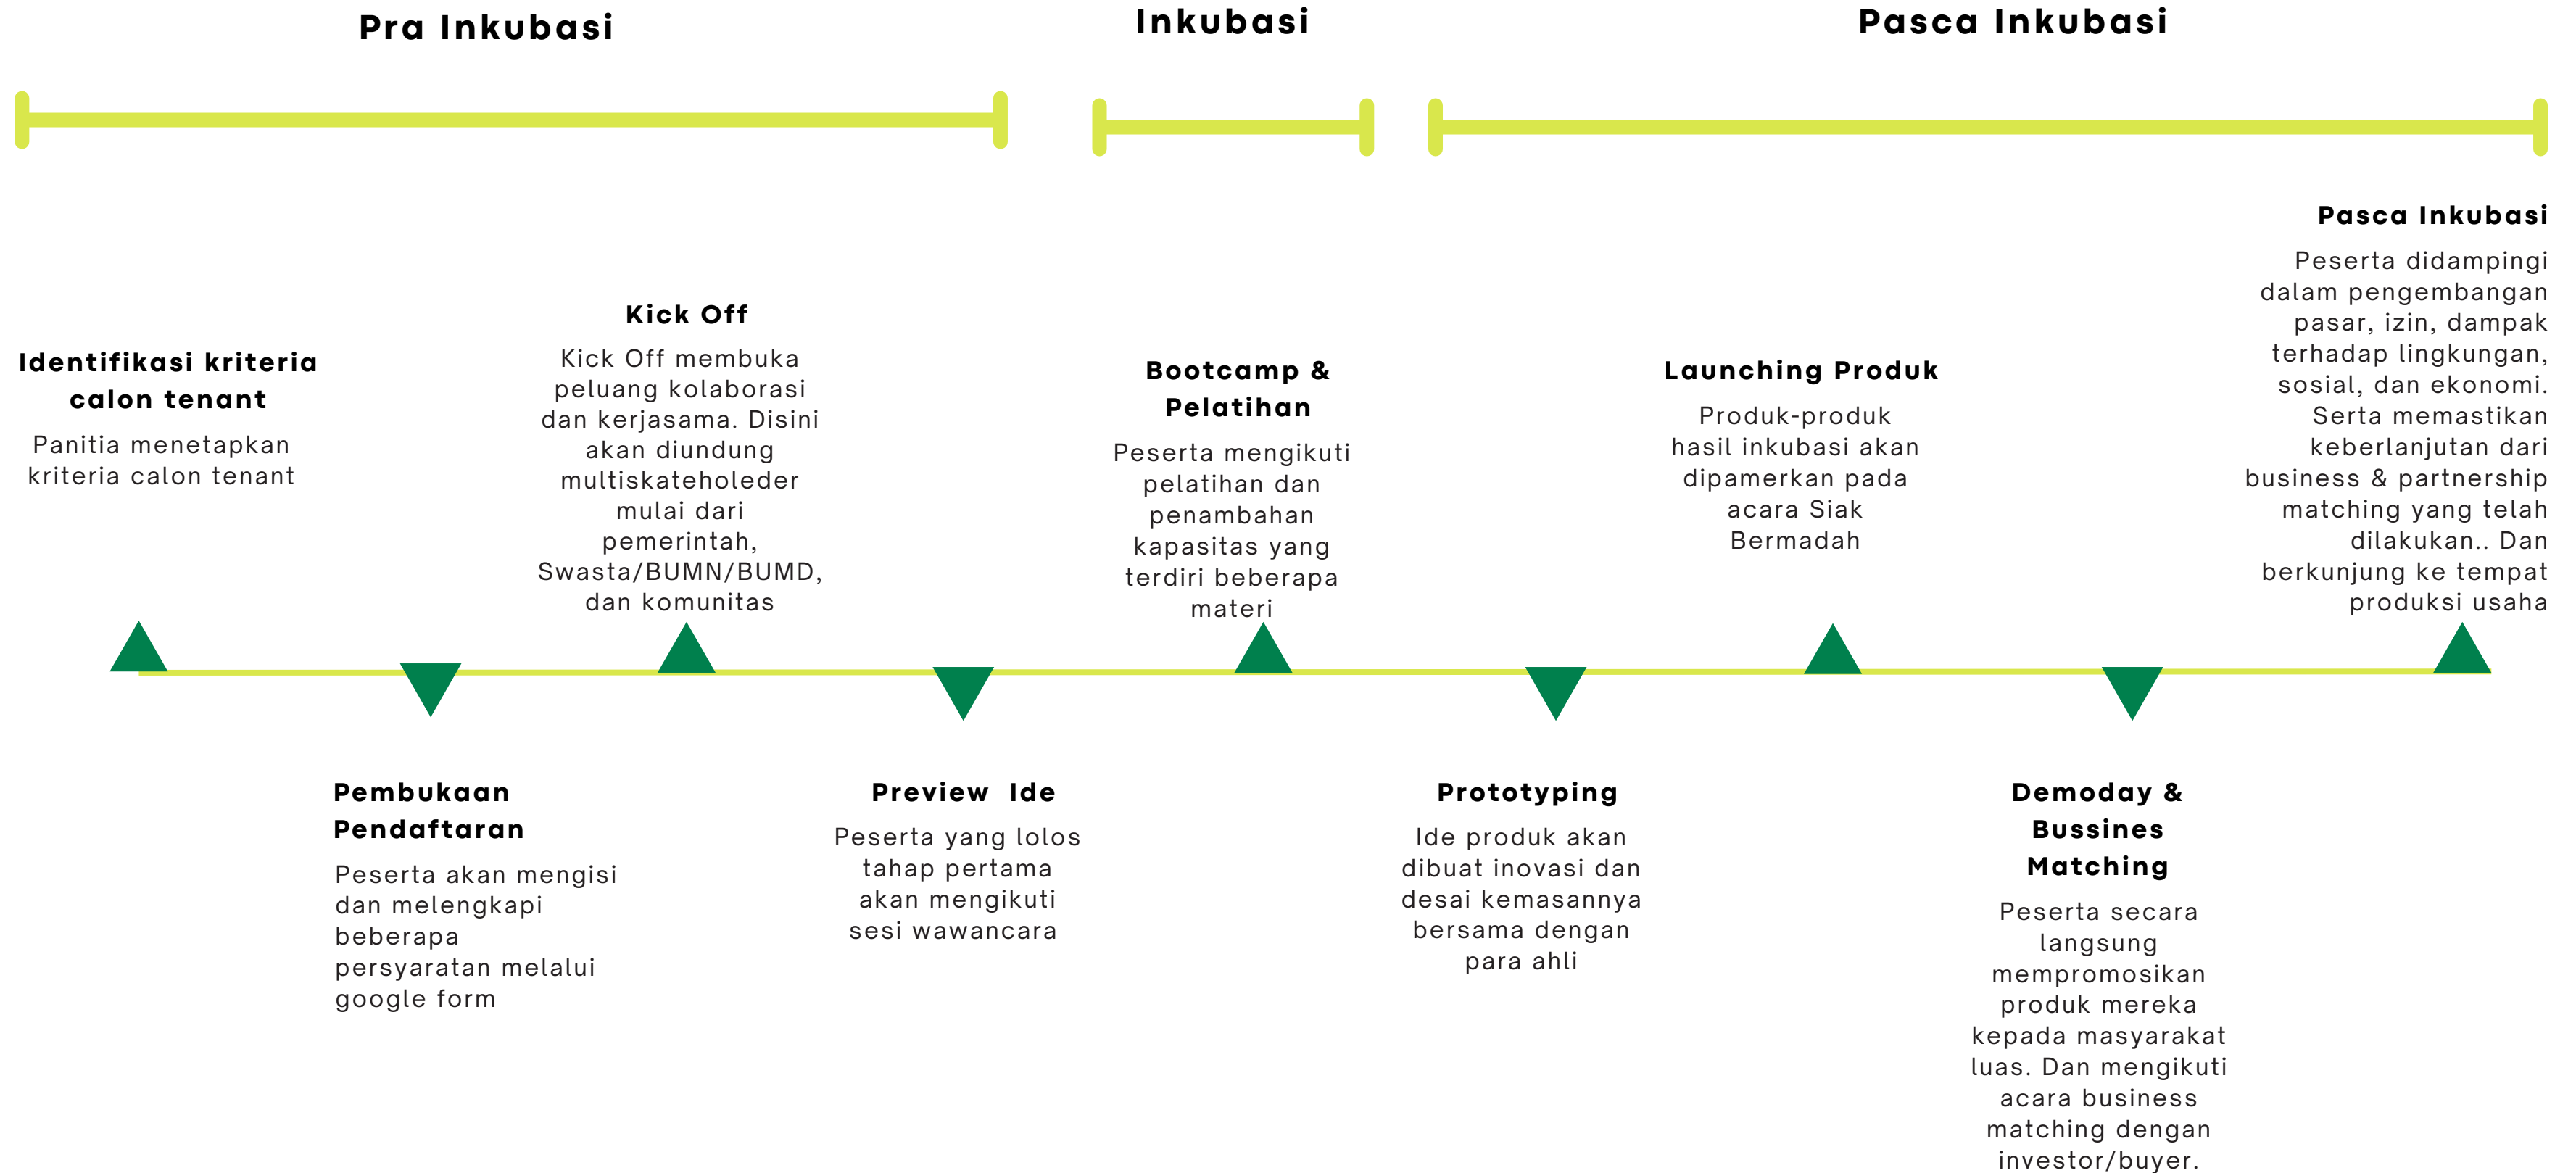 Pra Inkubasi
Inkubasi
Pasca Inkubasi
Identifikasi kriteria
calon tenant
Panitia menetapkan
kriteria calon tenant
Pembukaan
Pendaftaran
Peserta akan mengisi
dan melengkapi
beberapa
persyaratan melalui
google form
Kick Off
Kick Off membuka
peluang kolaborasi
dan kerjasama. Disini
akan diundung
multiskateholeder
mulai dari
pemerintah,
Swasta/BUMN/BUMD,
dan komunitas
Preview  Ide
Peserta yang lolos
tahap pertama
akan mengikuti
sesi wawancara
Bootcamp &
Pelatihan
Peserta mengikuti
pelatihan dan
penambahan
kapasitas yang
terdiri beberapa
materi
Prototyping
Ide produk akan
dibuat inovasi dan
desai kemasannya
bersama dengan
para ahli
Launching Produk
Produk-produk
hasil inkubasi akan
dipamerkan pada
acara Siak
Bermadah
Demoday &
Bussines
Matching
Peserta secara
langsung
mempromosikan
produk mereka
kepada masyarakat
luas. Dan mengikuti
acara business
matching dengan
investor/buyer.
Pasca Inkubasi
Peserta didampingi
dalam pengembangan
pasar, izin, dampak
terhadap lingkungan,
sosial, dan ekonomi.
Serta memastikan
keberlanjutan dari
business & partnership
matching yang telah
dilakukan.. Dan
berkunjung ke tempat
produksi usaha